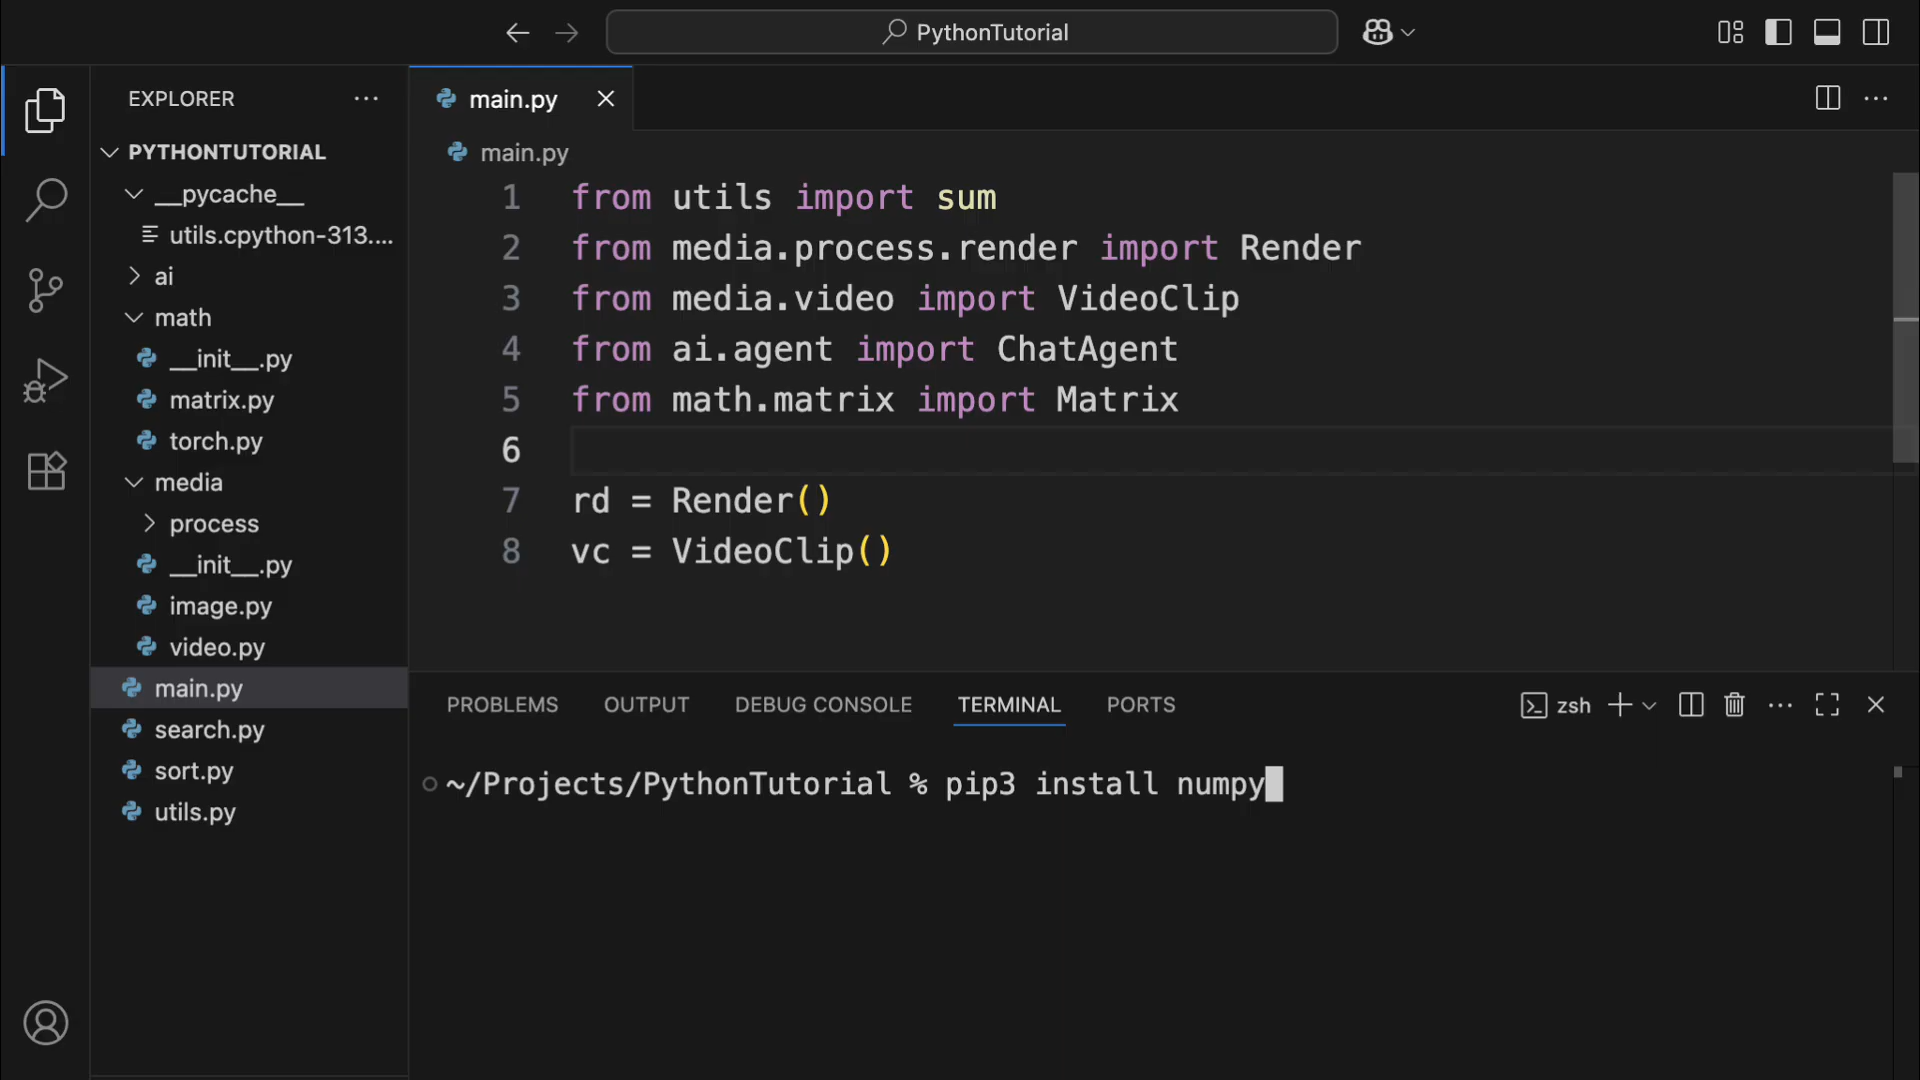 PythonTutorial
EXPLORER
main.py
PYTHONTUTORIAL
__pycache__
utils.cpython-313....
ai
math
__init__.py
matrix.py
torch.py
media
process
__init__.py
image.py
video.py
main.py
search.py
sort.py
utils.py
main.py
1 from utils import sum
2 from media.process.render import Render
3 from media.video import VideoClip
4 from ai.agent import ChatAgent
5 from math.matrix import Matrix
6
7 rd = Render()
8 vc = VideoClip()
PROBLEMS OUTPUT DEBUG CONSOLE TERMINAL PORTS zsh
~/Projects/PythonTutorial % pip3 install numpy